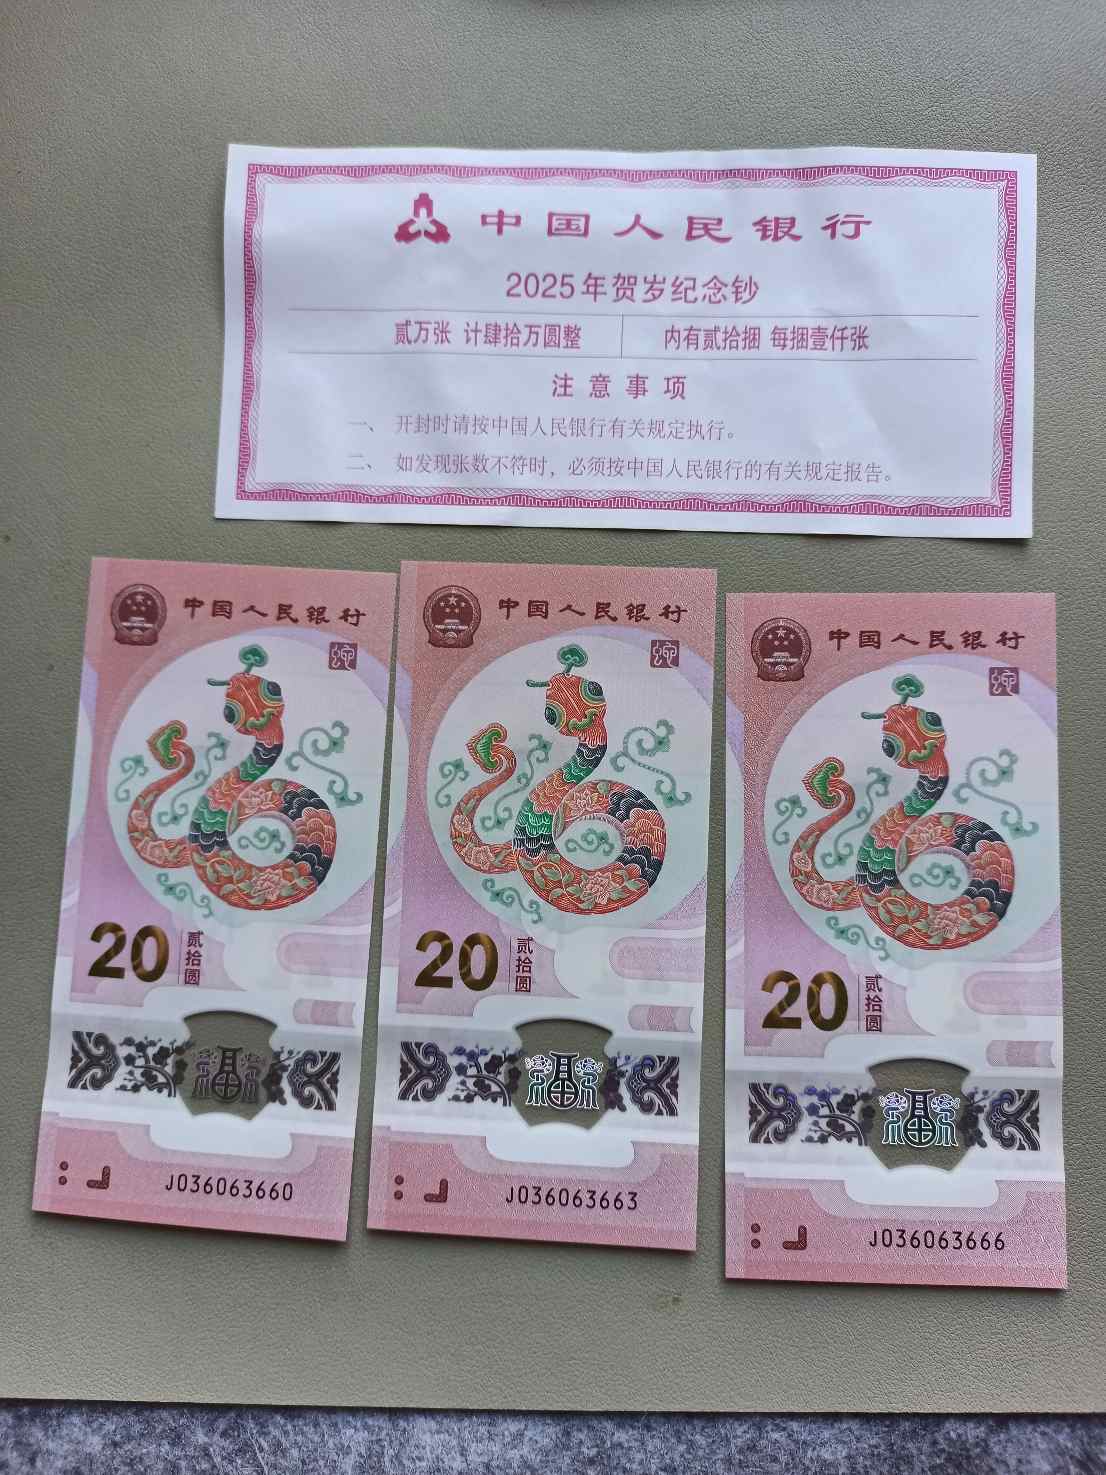 中国人民银行
2025年贺岁纪念钞
贰万张 计肆拾万圆整
内有贰拾捆 每捆壹仟张
注意事项
一、 开封时请按中国人民银行有关规定执行。
二、 如发现张数不符时，必须按中国人民银行的有关规定报告。
中国人民银行
20
贰拾圆
J036063660
中国人民银行
20
贰拾圆
福
J036063663
中国人民银行
20
贰拾圆
福
J036063666